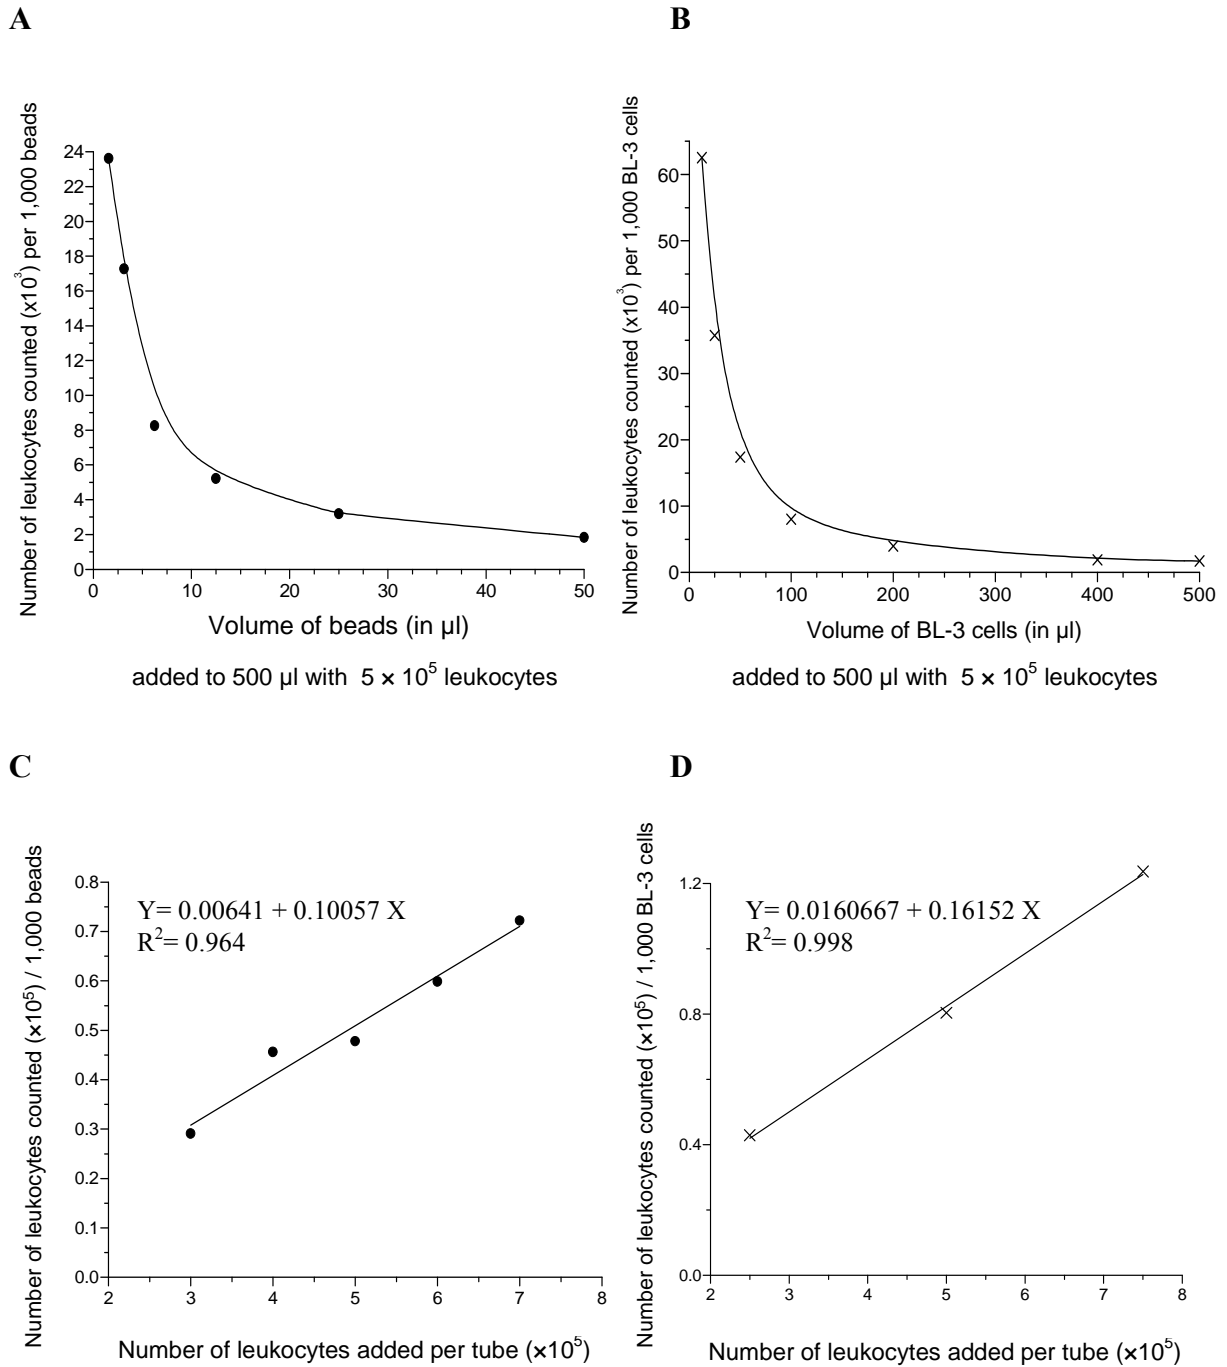 A
Number of leukocytes counted (x10³) per 1,000 beads
24
22
20
18
16
14
12
10
8
6
4
2
0
0 10 20 30 40 50
Volume of beads (in µl)
added to 500 µl with 5 × 10⁵ leukocytes
B
Number of leukocytes counted (x10³) per 1,000 BL-3 cells
60
50
40
30
20
10
0
0 100 200 300 400 500
Volume of BL-3 cells (in µl)
added to 500 µl with 5 × 10⁵ leukocytes
C
Number of leukocytes counted (×10⁵) / 1,000 beads
0.8
0.7
0.6
0.5
0.4
0.3
0.2
0.1
0.0
Y= 0.00641 + 0.10057 X
R²= 0.964
2 3 4 5 6 7 8
Number of leukocytes added per tube (×10⁵)
D
Number of leukocytes counted (×10⁵) / 1,000 BL-3 cells
1.2
0.8
0.4
0.0
Y= 0.0160667 + 0.16152 X
R²= 0.998
2 3 4 5 6 7 8
Number of leukocytes added per tube (×10⁵)